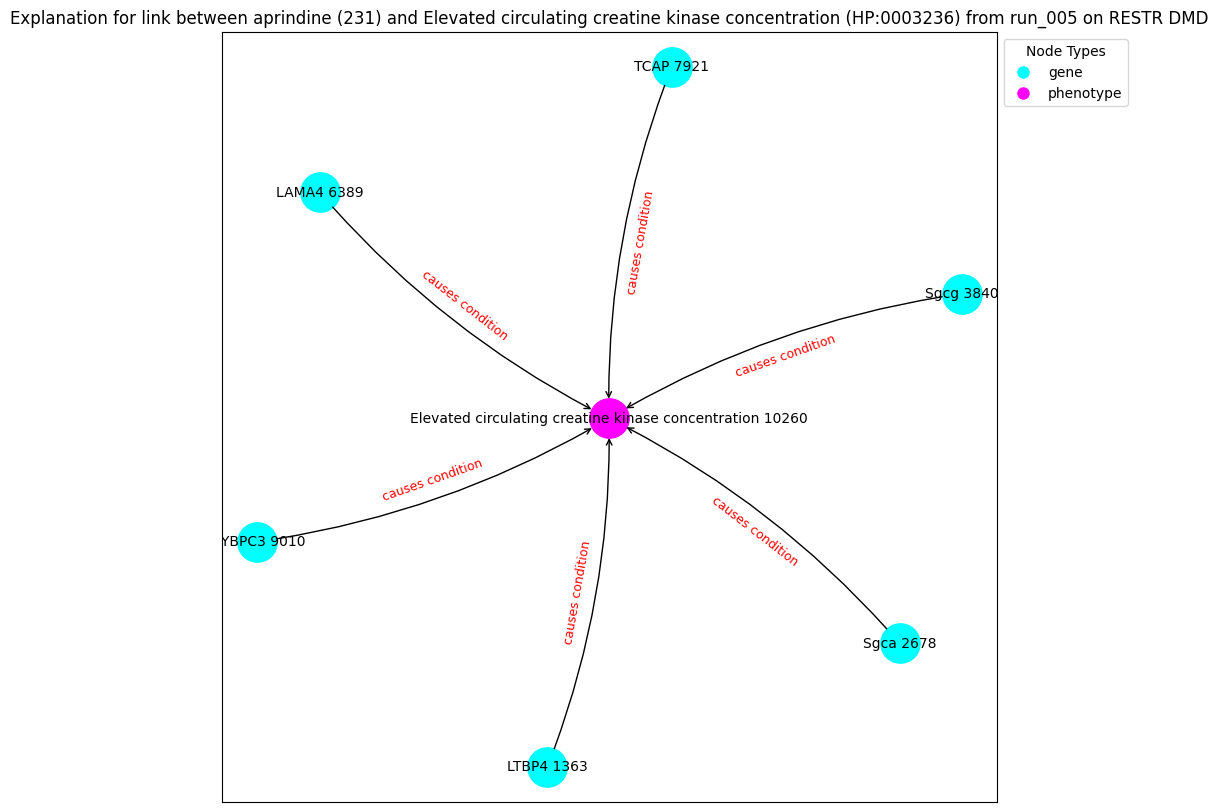 Explanation for link between aprindine (231) and Elevated circulating creatine kinase concentration (HP:0003236) from run_005 on RESTR DMD
Node Types
gene
phenotype
TCAP 7921
LAMA4 6389
causes condition
Sgcg 3840
causes condition
causes condition
Elevated circulating creatine kinase concentration 10260
causes condition
causes condition
YBPC3 9010
causes condition
Sgca 2678
LTBP4 1363